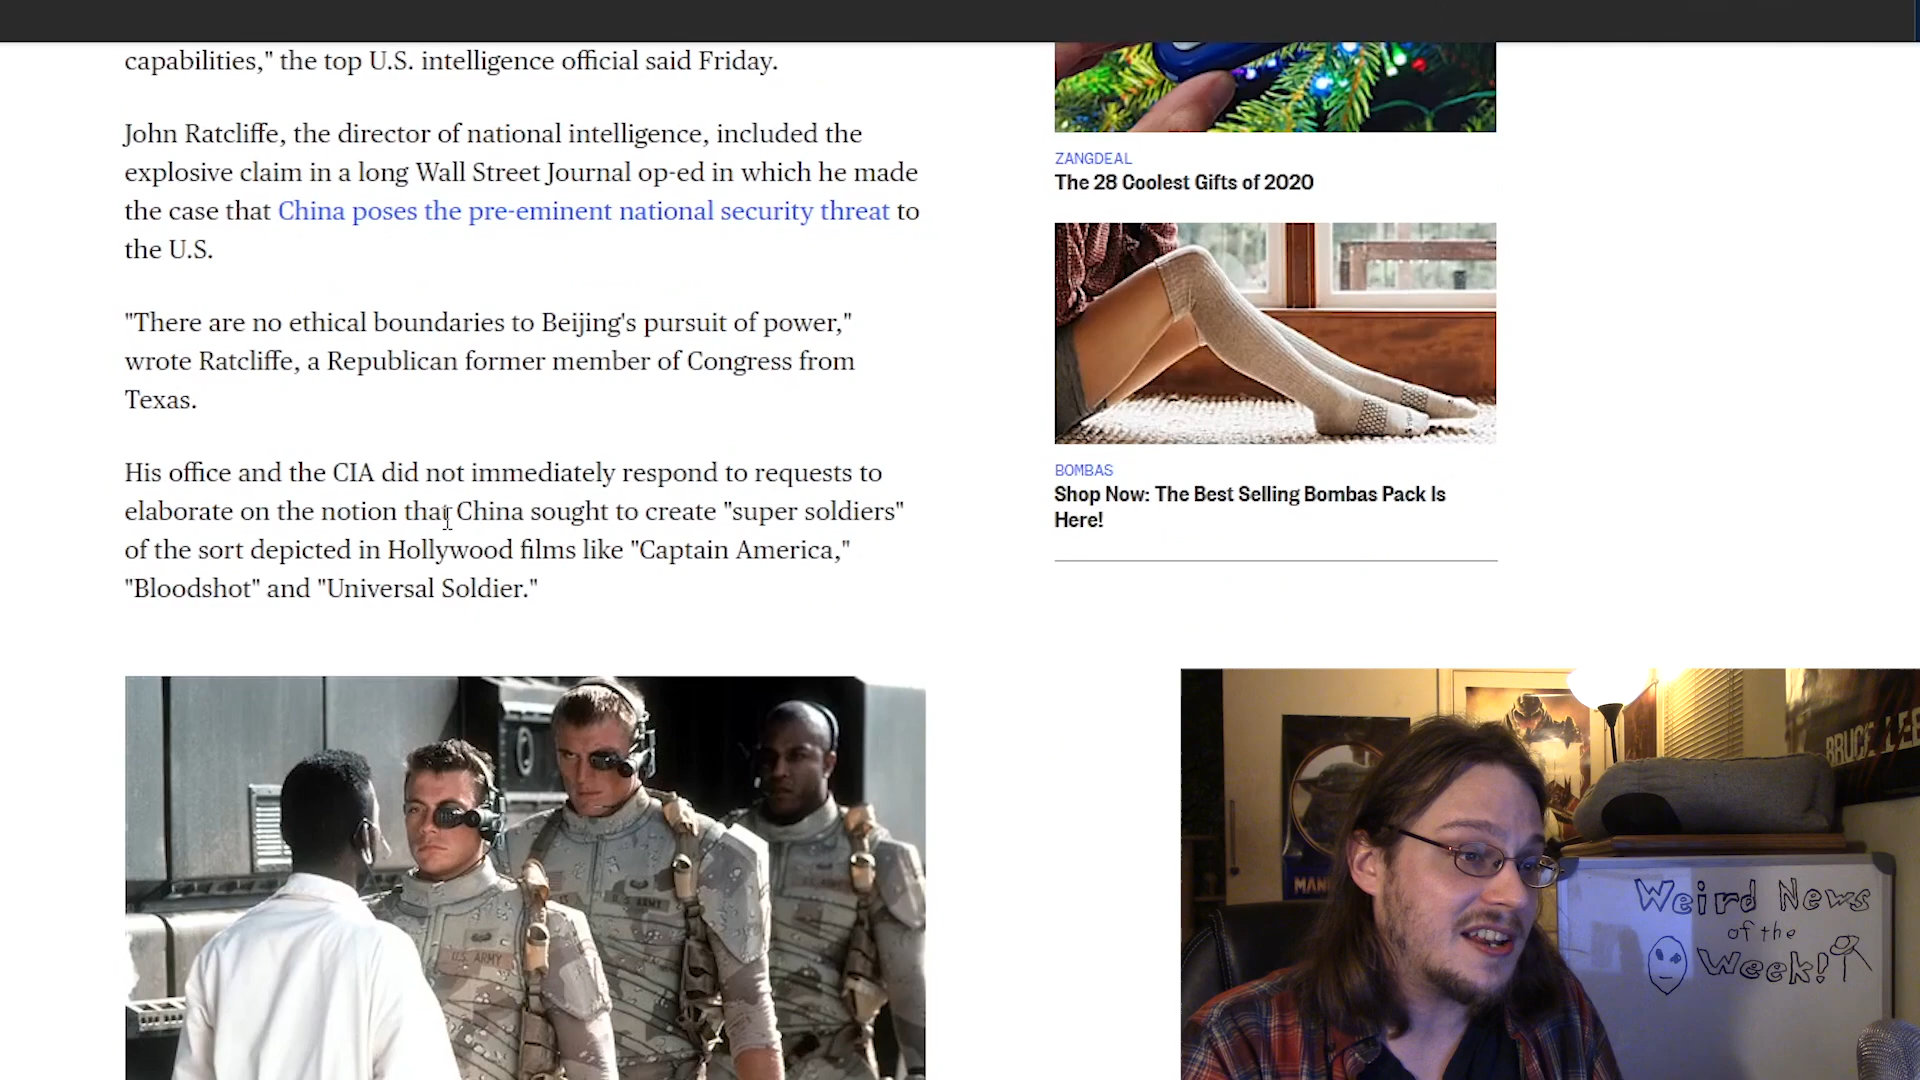 capabilities," the top U.S. intelligence official said Friday.
John Ratcliffe, the director of national intelligence, included the
explosive claim in a long Wall Street Journal op-ed in which he made
the case that China poses the pre-eminent national security threat to
the U.S.
"There are no ethical boundaries to Beijing's pursuit of power,"
wrote Ratcliffe, a Republican former member of Congress from
Texas.
His office and the CIA did not immediately respond to requests to
elaborate on the notion that China sought to create "super soldiers"
of the sort depicted in Hollywood films like "Captain America,"
"Bloodshot" and "Universal Soldier."
ZANGDEAL
The 28 Coolest Gifts of 2020
BOMBAS
Shop Now: The Best Selling Bombas Pack Is
Here!
U.S. ARMY
U.S. ARMY
BRUCE LEE
Weird News
of the
Week!